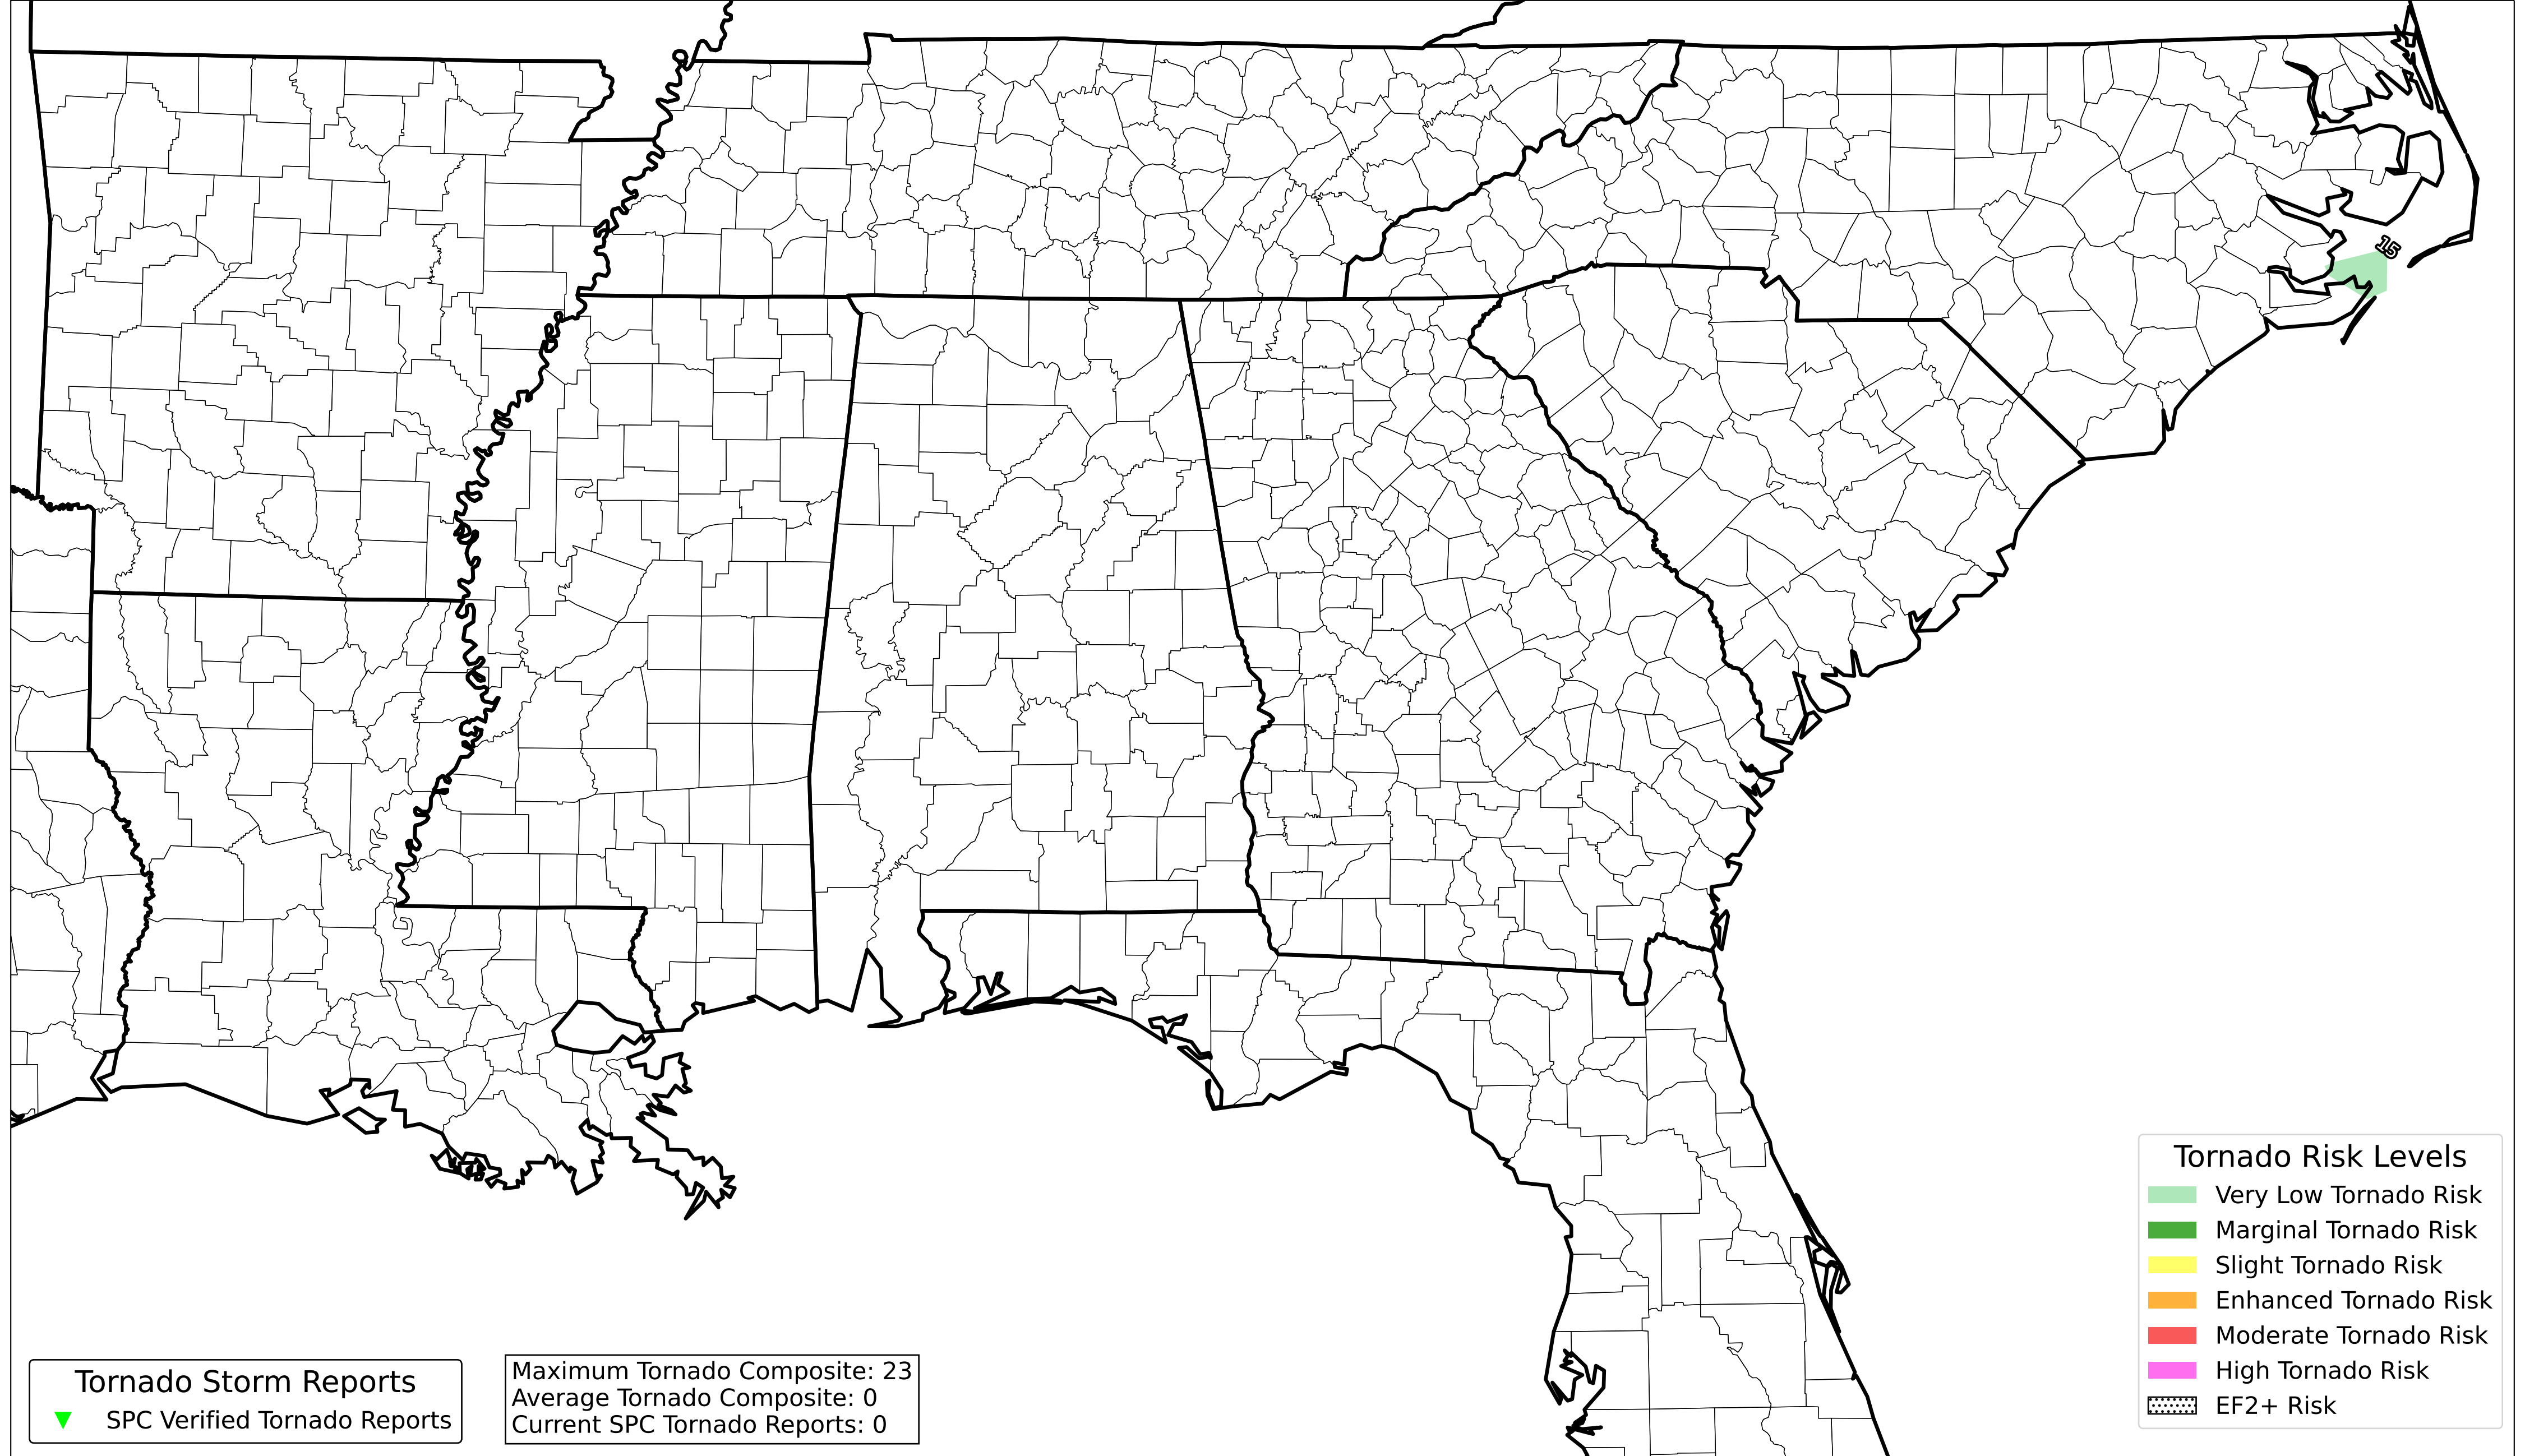 15
Tornado Risk Levels
Very Low Tornado Risk
Marginal Tornado Risk
Slight Tornado Risk
Enhanced Tornado Risk
Moderate Tornado Risk
High Tornado Risk
EF2+ Risk
Tornado Storm Reports
SPC Verified Tornado Reports
Maximum Tornado Composite: 23
Average Tornado Composite: 0
Current SPC Tornado Reports: 0